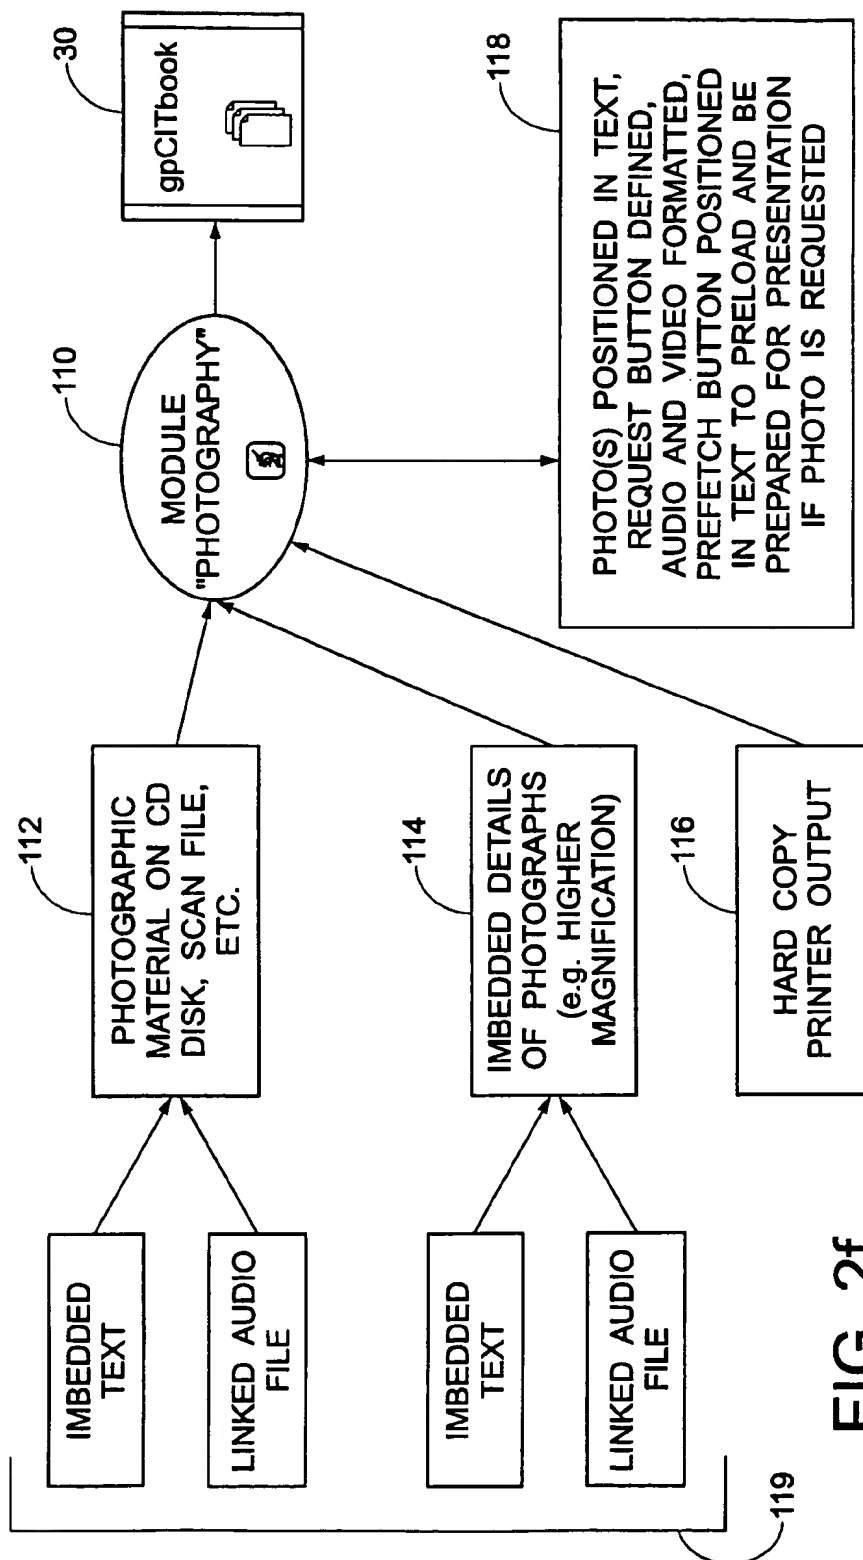 30
gpCITbook
110
MODULE
"PHOTOGRAPHY"
118
PHOTO(S) POSITIONED IN TEXT,
REQUEST BUTTON DEFINED,
AUDIO AND VIDEO FORMATTED,
PREFETCH BUTTON POSITIONED
IN TEXT TO PRELOAD AND BE
PREPARED FOR PRESENTATION
IF PHOTO IS REQUESTED
112
PHOTOGRAPHIC
MATERIAL ON CD
DISK, SCAN FILE,
ETC.
114
IMBEDDED DETAILS
OF PHOTOGRAPHS
(e.g. HIGHER
MAGNIFICATION)
116
HARD COPY
PRINTER OUTPUT
IMBEDDED
TEXT
LINKED AUDIO
FILE
IMBEDDED
TEXT
LINKED AUDIO
FILE
119
FIG. 2f